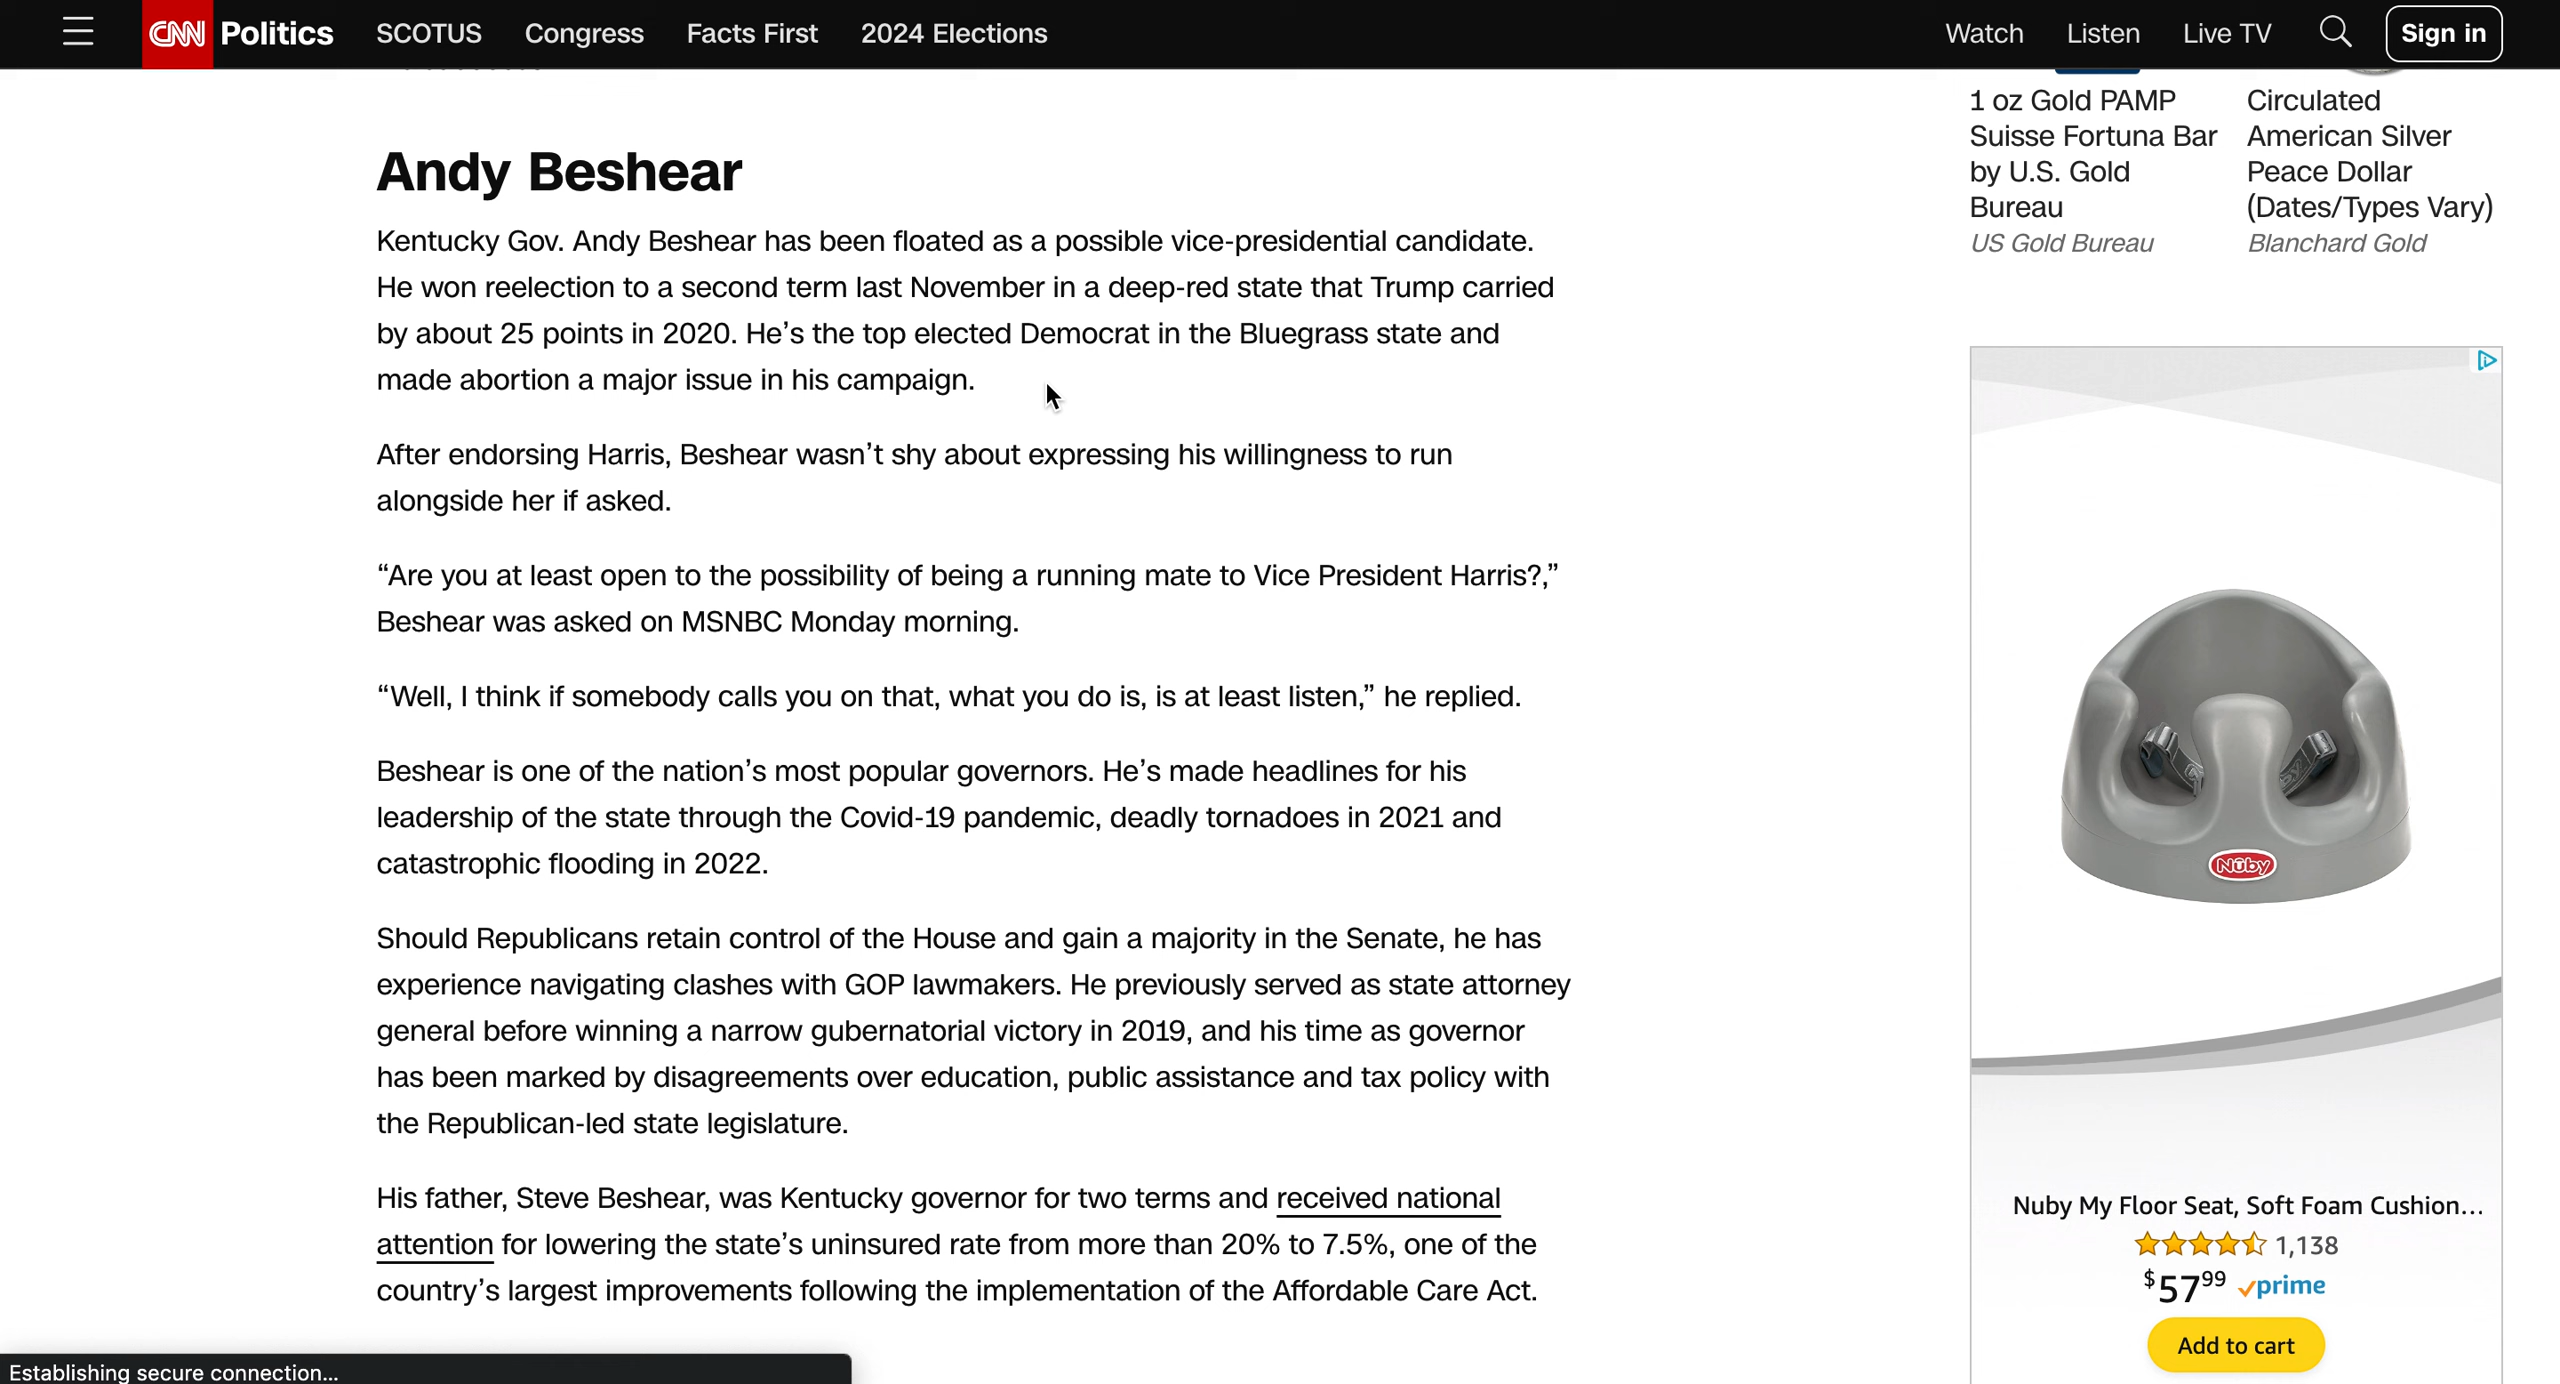 CNN Politics SCOTUS Congress Facts First 2024 Elections Watch Listen Live TV Sign in
Andy Beshear
Kentucky Gov. Andy Beshear has been floated as a possible vice-presidential candidate.
He won reelection to a second term last November in a deep-red state that Trump carried
by about 25 points in 2020. He’s the top elected Democrat in the Bluegrass state and
made abortion a major issue in his campaign.
After endorsing Harris, Beshear wasn’t shy about expressing his willingness to run
alongside her if asked.
“Are you at least open to the possibility of being a running mate to Vice President Harris?,”
Beshear was asked on MSNBC Monday morning.
“Well, I think if somebody calls you on that, what you do is, is at least listen,” he replied.
Beshear is one of the nation’s most popular governors. He’s made headlines for his
leadership of the state through the Covid-19 pandemic, deadly tornadoes in 2021 and
catastrophic flooding in 2022.
Should Republicans retain control of the House and gain a majority in the Senate, he has
experience navigating clashes with GOP lawmakers. He previously served as state attorney
general before winning a narrow gubernatorial victory in 2019, and his time as governor
has been marked by disagreements over education, public assistance and tax policy with
the Republican-led state legislature.
His father, Steve Beshear, was Kentucky governor for two terms and received national
attention for lowering the state’s uninsured rate from more than 20% to 7.5%, one of the
country’s largest improvements following the implementation of the Affordable Care Act.
1 oz Gold PAMP
Suisse Fortuna Bar
by U.S. Gold
Bureau
US Gold Bureau
Circulated
American Silver
Peace Dollar
(Dates/Types Vary)
Blanchard Gold
Nûby
Nuby My Floor Seat, Soft Foam Cushion...
1,138
$57.99 prime
Add to cart
Establishing secure connection...